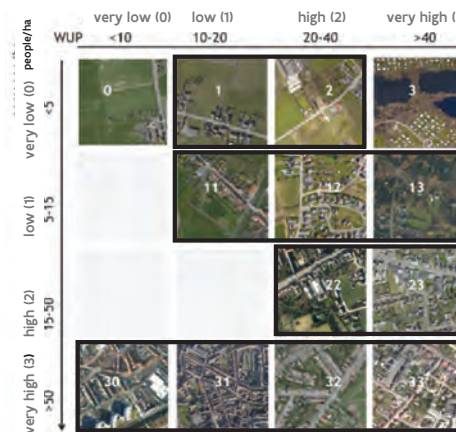 people/ha
very low (0) low (1) high (2) very high (
WUP <10 10-20 20-40 >40
very low (0) <5 0 1 2 3
low (1) 5-15 11 12 13
high (2) 15-50 22 23
very high (3) >50 30 31 32 33